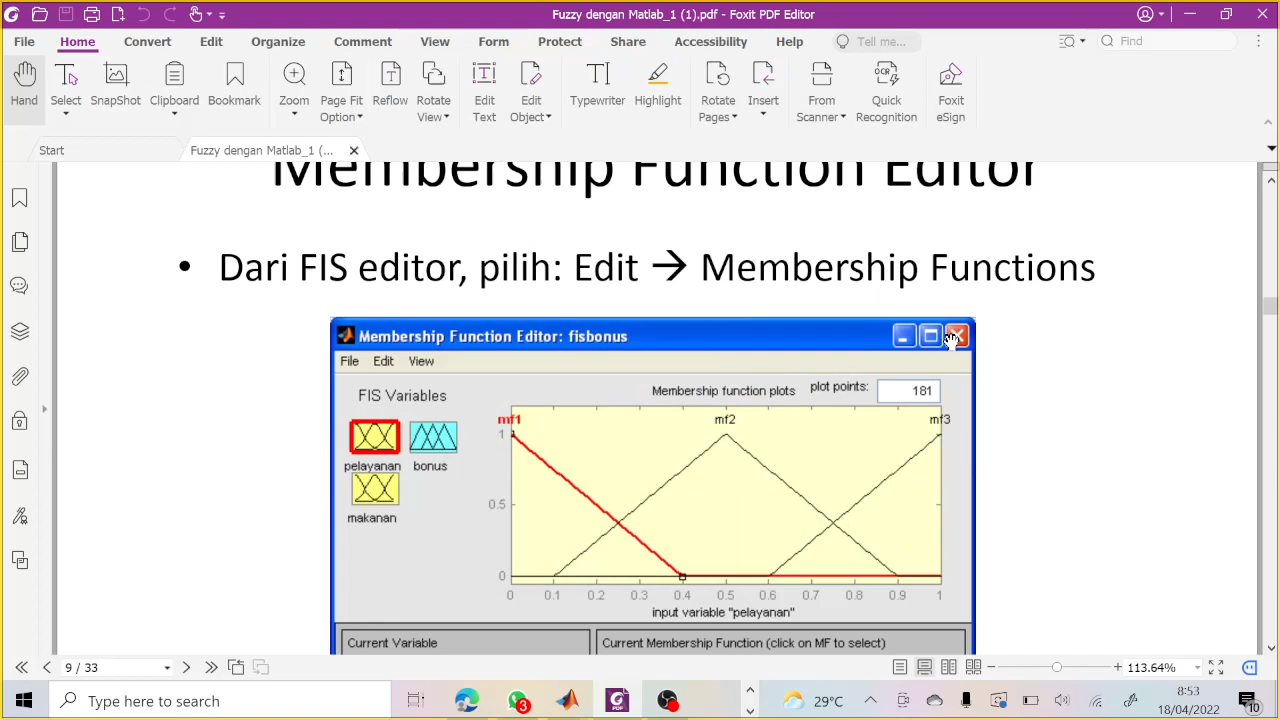 Fuzzy dengan Matlab_1 (1).pdf - Foxit PDF Editor
File Home Convert Edit Organize Comment View Form Protect Share Accessibility Help Tell me... Find
Hand Select SnapShot Clipboard Bookmark Zoom Page Fit Option Reflow Rotate View Edit Text Edit Object Typewriter Highlight Rotate Pages Insert From Scanner Quick Recognition Foxit eSign
Start Fuzzy dengan Matlab_1 (...
Membership Function Editor
• Dari FIS editor, pilih: Edit → Membership Functions
Membership Function Editor: fisbonus
File Edit View
FIS Variables
pelayanan bonus
makanan
Membership function plots plot points: 181
mf1 mf2 mf3
1
0.5
0
0 0.1 0.2 0.3 0.4 0.5 0.6 0.7 0.8 0.9 1
input variable "pelayanan"
Current Variable Current Membership Function (click on MF to select)
9 / 33 113.64%
Type here to search 3 29°C 8:53
18/04/2022 10